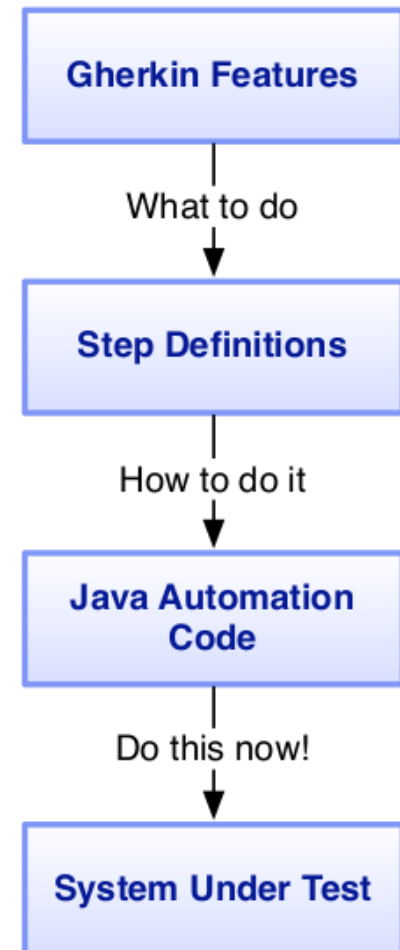 Gherkin Features
What to do
Step Definitions
How to do it
Java Automation
Code
Do this now!
System Under Test